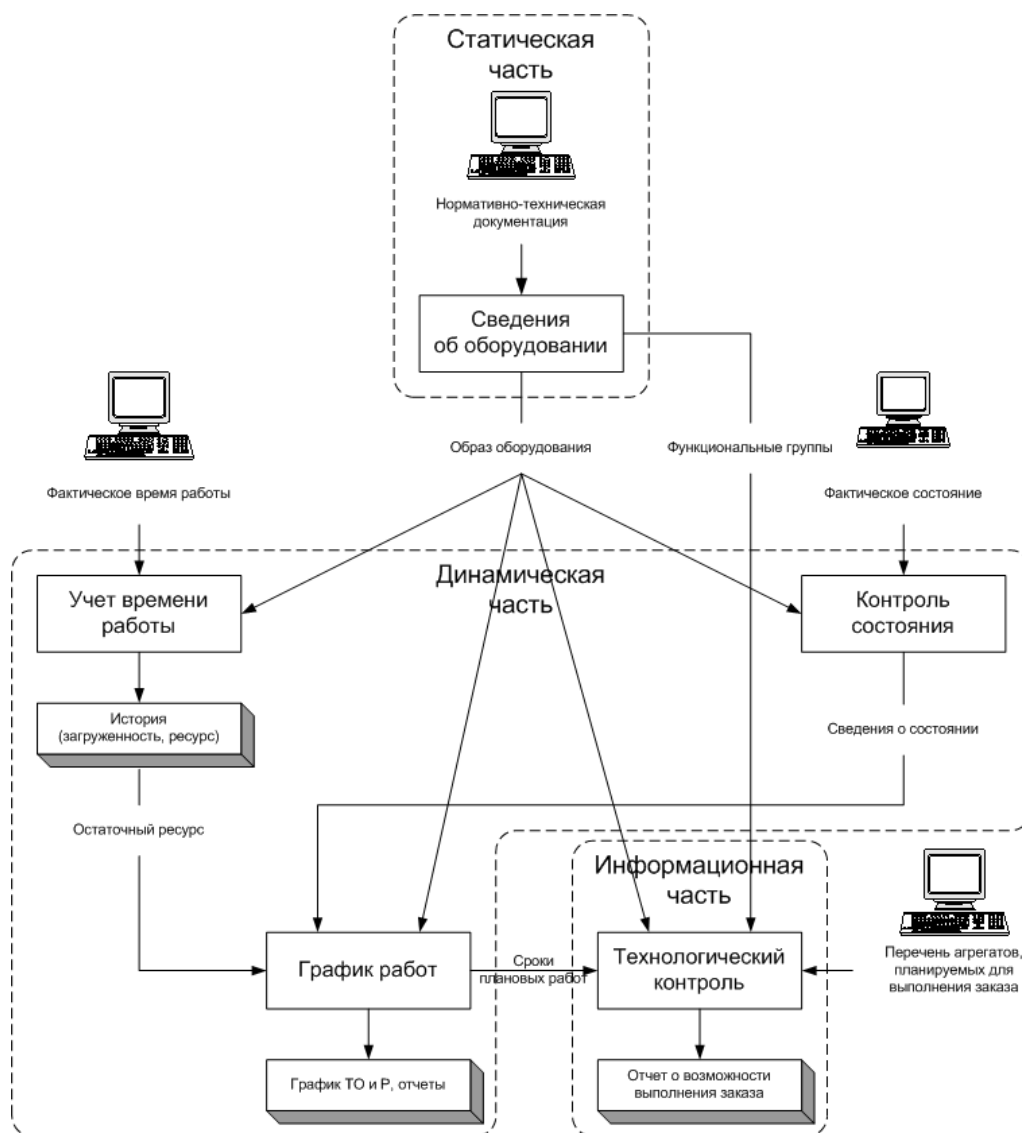 Статическая
часть
Нормативно-техническая
документация
Сведения
об оборудовании
Образ оборудования
Функциональные группы
Фактическое время работы
Фактическое состояние
Динамическая
часть
Учет времени
работы
Контроль
состояния
История
(загруженность, ресурс)
Сведения о состоянии
Остаточный ресурс
Информационная
часть
График работ
Сроки
плановых работ
Технологический
контроль
Перечень агрегатов,
планируемых для
выполнения заказа
График ТО и Р, отчеты
Отчет о возможности
выполнения заказа